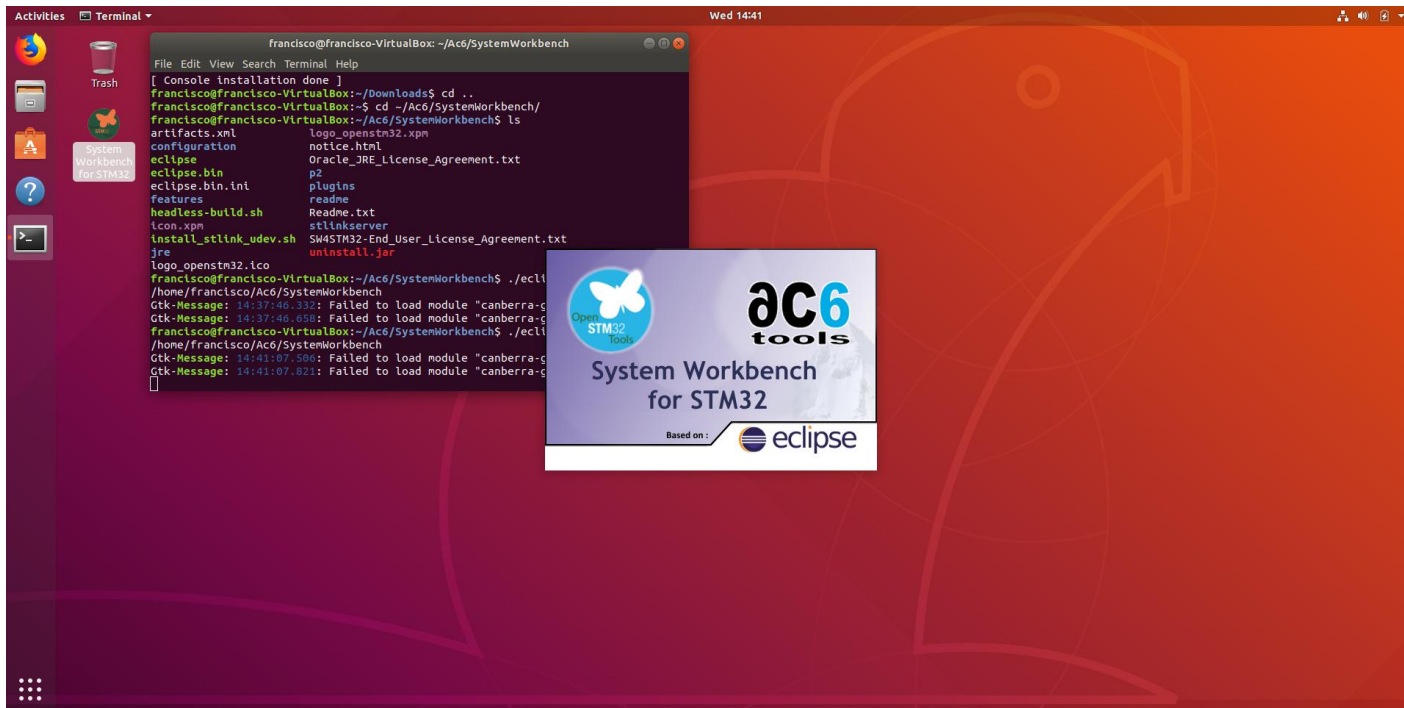 Activities Terminal Wed 14:41
francisco@francisco-VirtualBox: ~/Ac6/SystemWorkbench
File Edit View Search Terminal Help
Trash
System
Workbench
for STM32
[ Console installation done ]
francisco@francisco-VirtualBox:~/Downloads$ cd ..
francisco@francisco-VirtualBox:~$ cd ~/Ac6/SystemWorkbench/
francisco@francisco-VirtualBox:~/Ac6/SystemWorkbench$ ls
artifacts.xml logo_openstm32.xpm
configuration notice.html
eclipse Oracle_JRE_License_Agreement.txt
eclipse.bin p2
eclipse.bin.ini plugins
features readme
headless-build.sh Readme.txt
icon.xpm stlinkserver
install_stlink_udev.sh SW4STM32-End_User_License_Agreement.txt
jre uninstall.jar
logo_openstm32.ico
francisco@francisco-VirtualBox:~/Ac6/SystemWorkbench$ ./ecli
/home/francisco/Ac6/SystemWorkbench
Gtk-Message: 14:37:46.332: Failed to load module "canberra-g
Gtk-Message: 14:37:46.658: Failed to load module "canberra-g
francisco@francisco-VirtualBox:~/Ac6/SystemWorkbench$ ./ecli
/home/francisco/Ac6/SystemWorkbench
Gtk-Message: 14:41:07.506: Failed to load module "canberra-g
Gtk-Message: 14:41:07.821: Failed to load module "canberra-g
Open
STM32
Tools
ac6
tools
System Workbench
for STM32
Based on :
eclipse